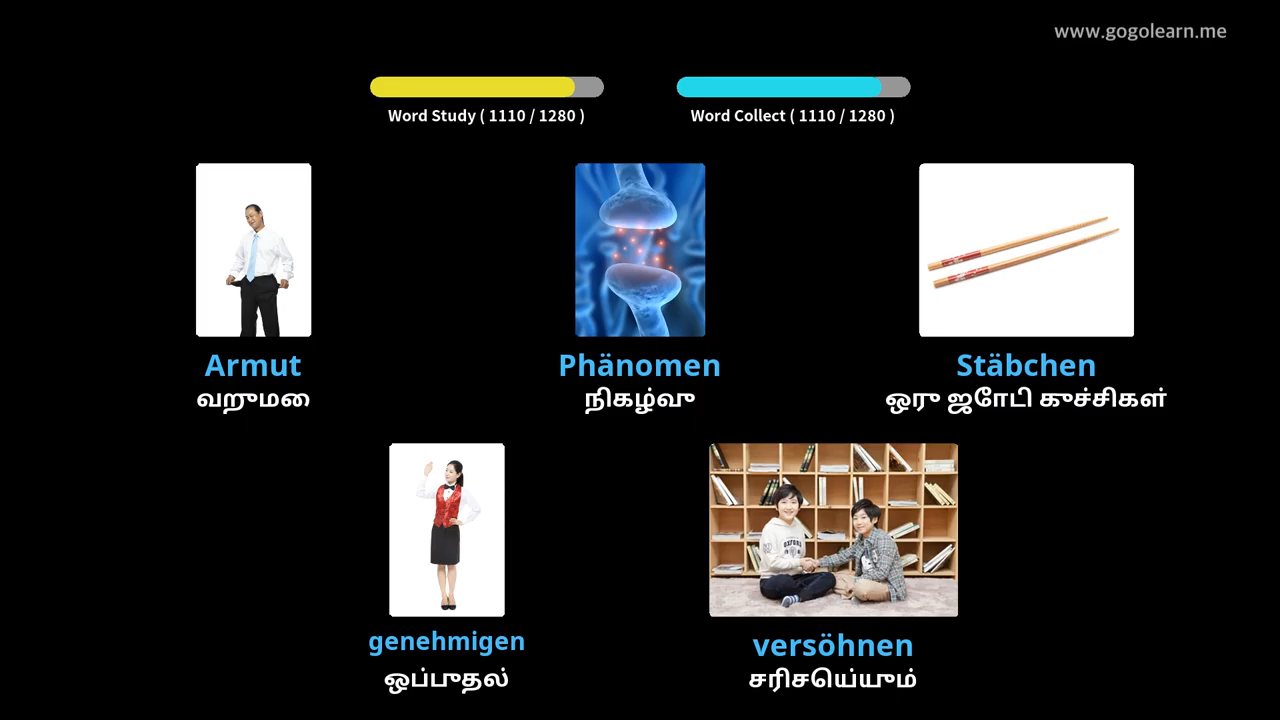 www.gogolearn.me
Word Study ( 1110 / 1280 )
Word Collect ( 1110 / 1280 )
Armut
வறுமை
Phänomen
நிகழ்வு
Stäbchen
ஒரு ஜோடி குச்சிகள்
genehmigen
ஒப்புதல்
versöhnen
சரிசெய்யும்